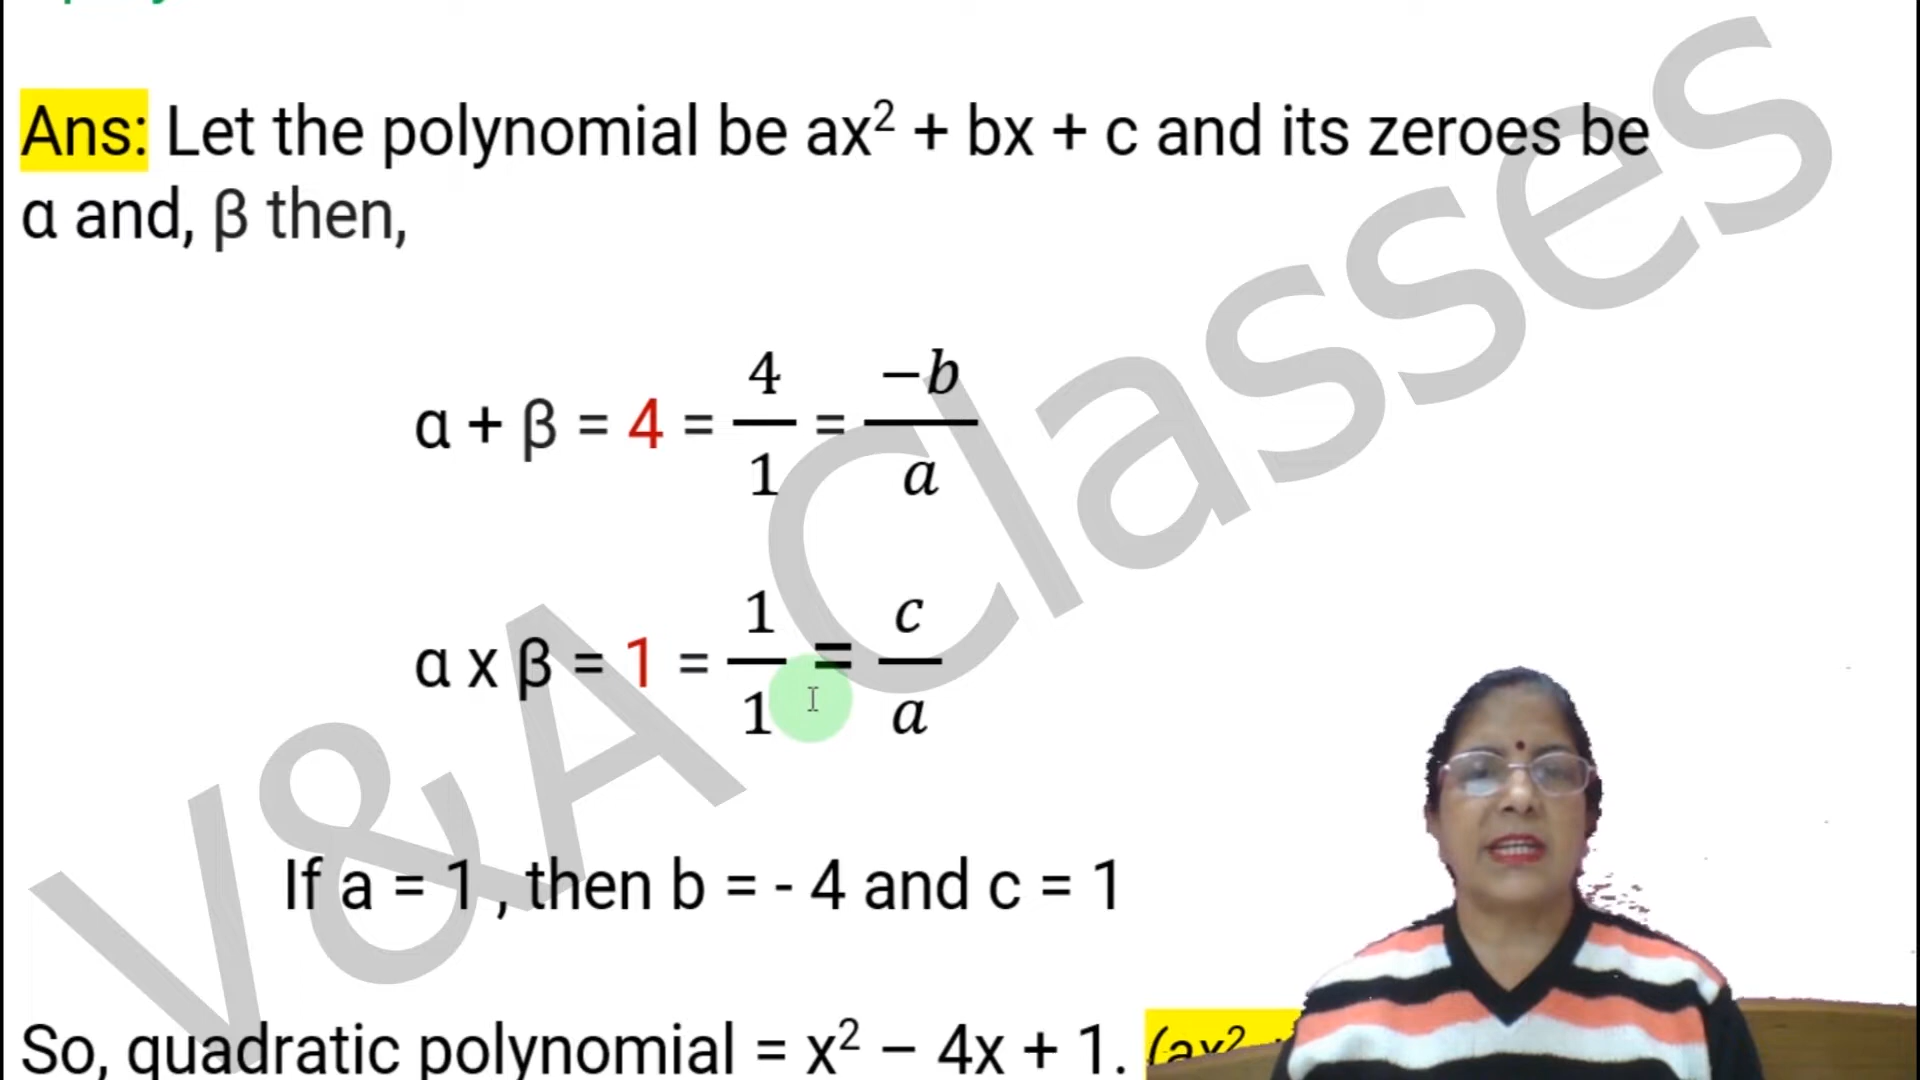 Ans: Let the polynomial be ax² + bx + c and its zeroes be
α and, β then,
α + β = 4 = 4/1 = −b/a
α x β = 1 = 1/1 = c/a
If a = 1 , then b = - 4 and c = 1
So, quadratic polynomial = x² − 4x + 1. (ax²
V&A Classes